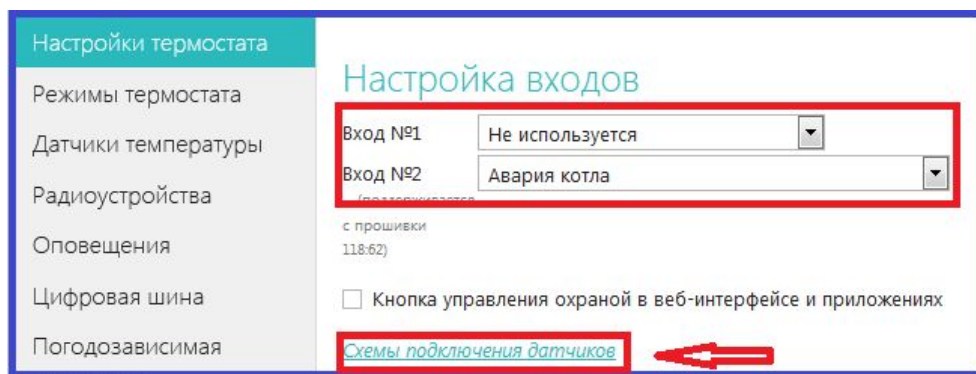 Настройки термостата
Режимы термостата
Датчики температуры
Радиоустройства
Оповещения
Цифровая шина
Погодозависимая
Настройка входов
Вход №1 Не используется
Вход №2 Авария котла
(поддерживается
с прошивки
118:62)
Кнопка управления охраной в веб-интерфейсе и приложениях
Схемы подключения датчиков